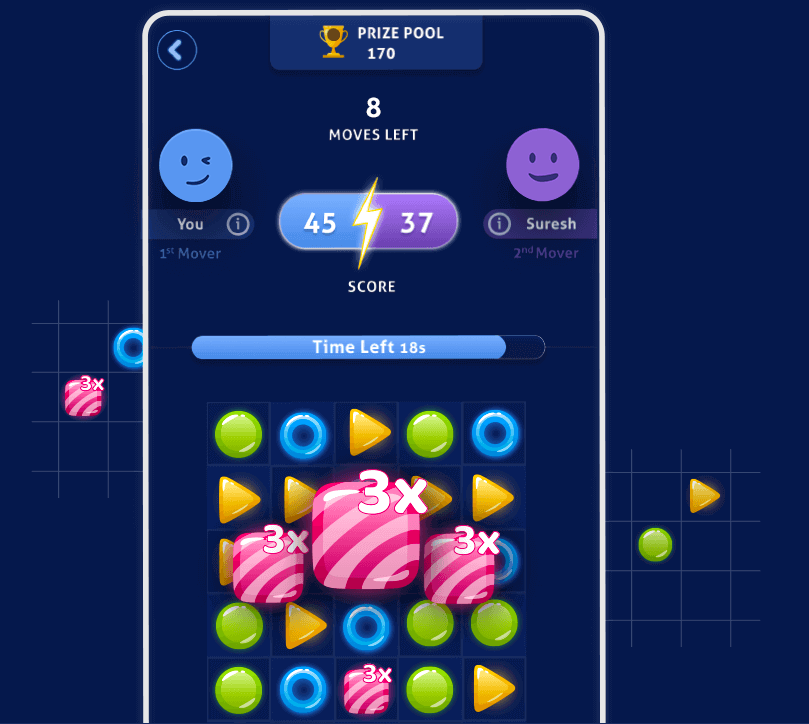 PRIZE POOL
170
8
MOVES LEFT
45 37
You
Suresh
1st Mover
2nd Mover
SCORE
Time Left 18s
3x
3x
3x
3x
3x